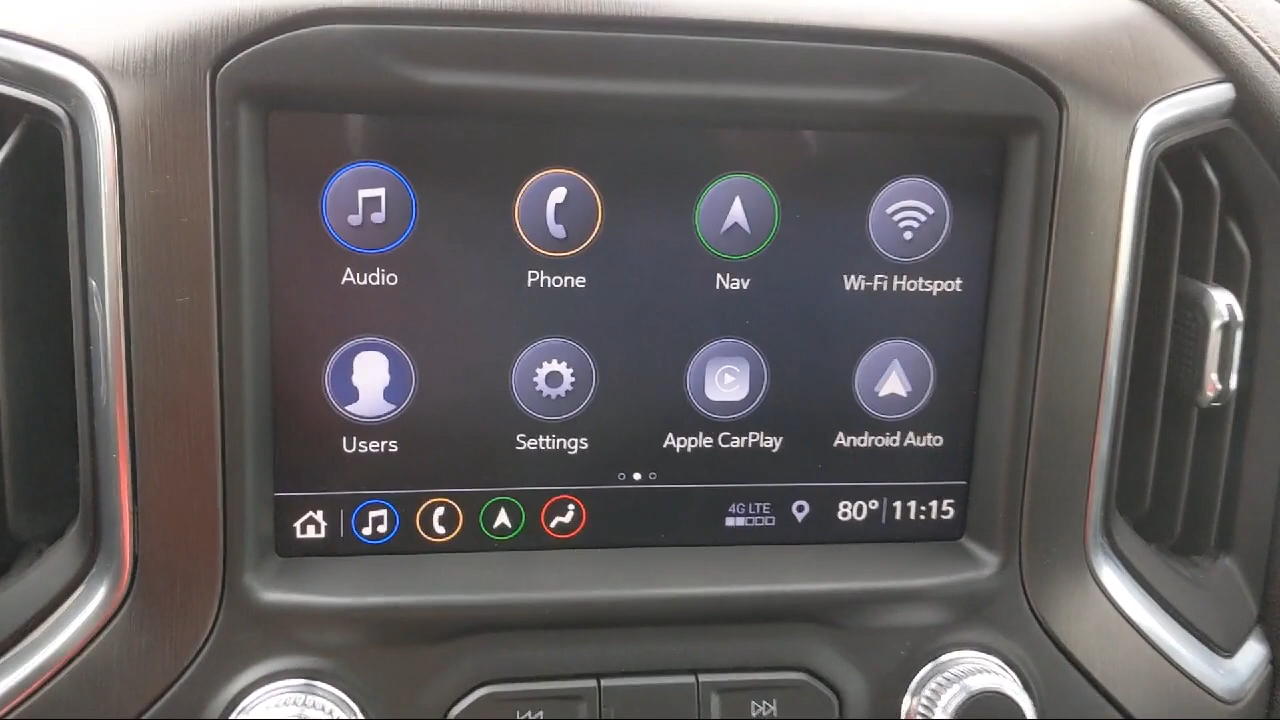 Audio Phone Nav Wi-Fi Hotspot
Users Settings Apple CarPlay Android Auto
4G LTE 80° 11:15